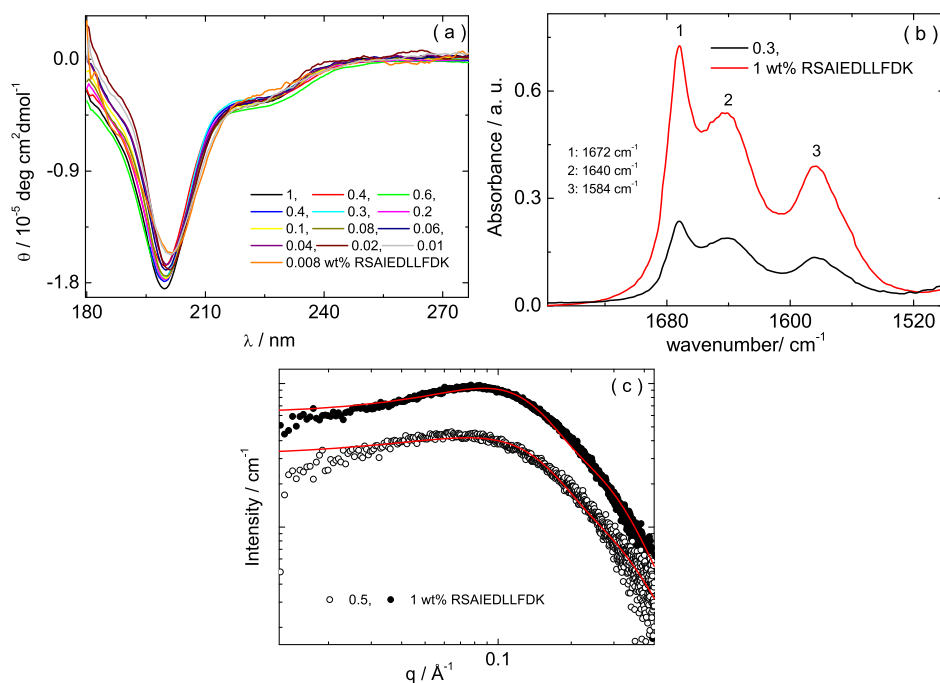 ( a )
0.0
-0.9
-1.8
θ / 10⁻⁵ deg cm²dmol⁻¹
1, 0.4, 0.6,
0.4, 0.3, 0.2
0.1, 0.08, 0.06,
0.04, 0.02, 0.01
0.008 wt% RSAIEDLLFDK
180 210 240 270
λ / nm
( b )
1
0.3,
1 wt% RSAIEDLLFDK
2
3
1: 1672 cm⁻¹
2: 1640 cm⁻¹
3: 1584 cm⁻¹
0.6
0.3
0.0
Absorbance / a. u.
1680 1600 1520
wavenumber/ cm⁻¹
( c )
Intensity / cm⁻¹
0.5, 1 wt% RSAIEDLLFDK
0.1
q / Å⁻¹